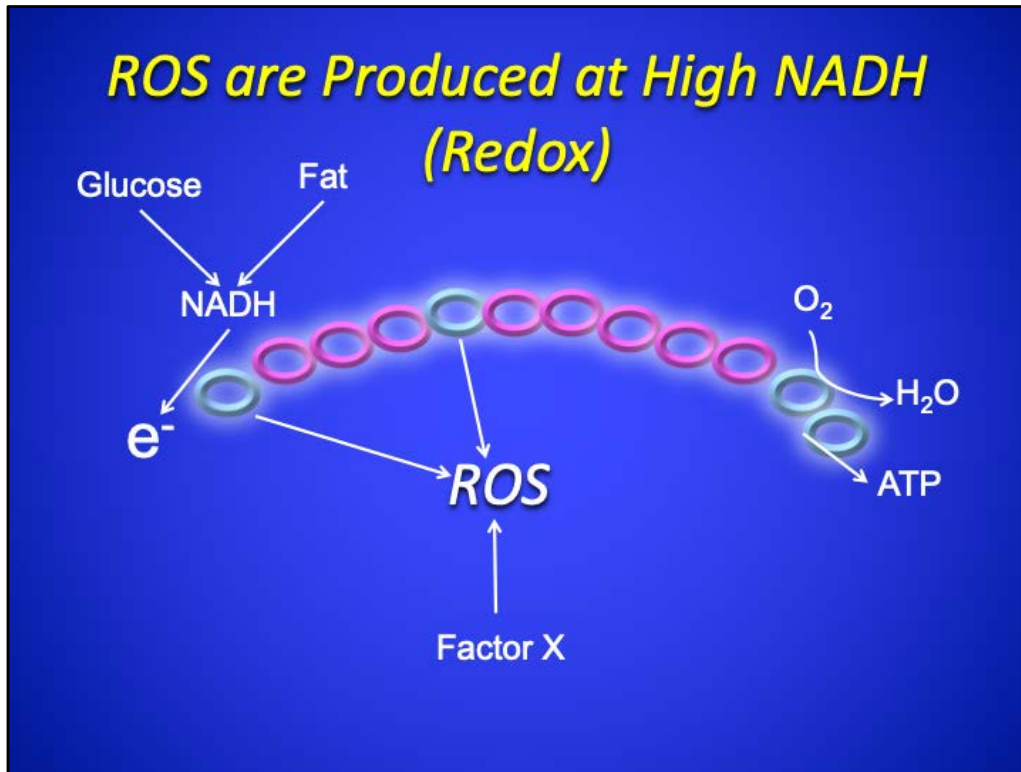 ROS are Produced at High NADH
(Redox)
Glucose
Fat
NADH
O₂
H₂O
e⁻
ROS
ATP
Factor X